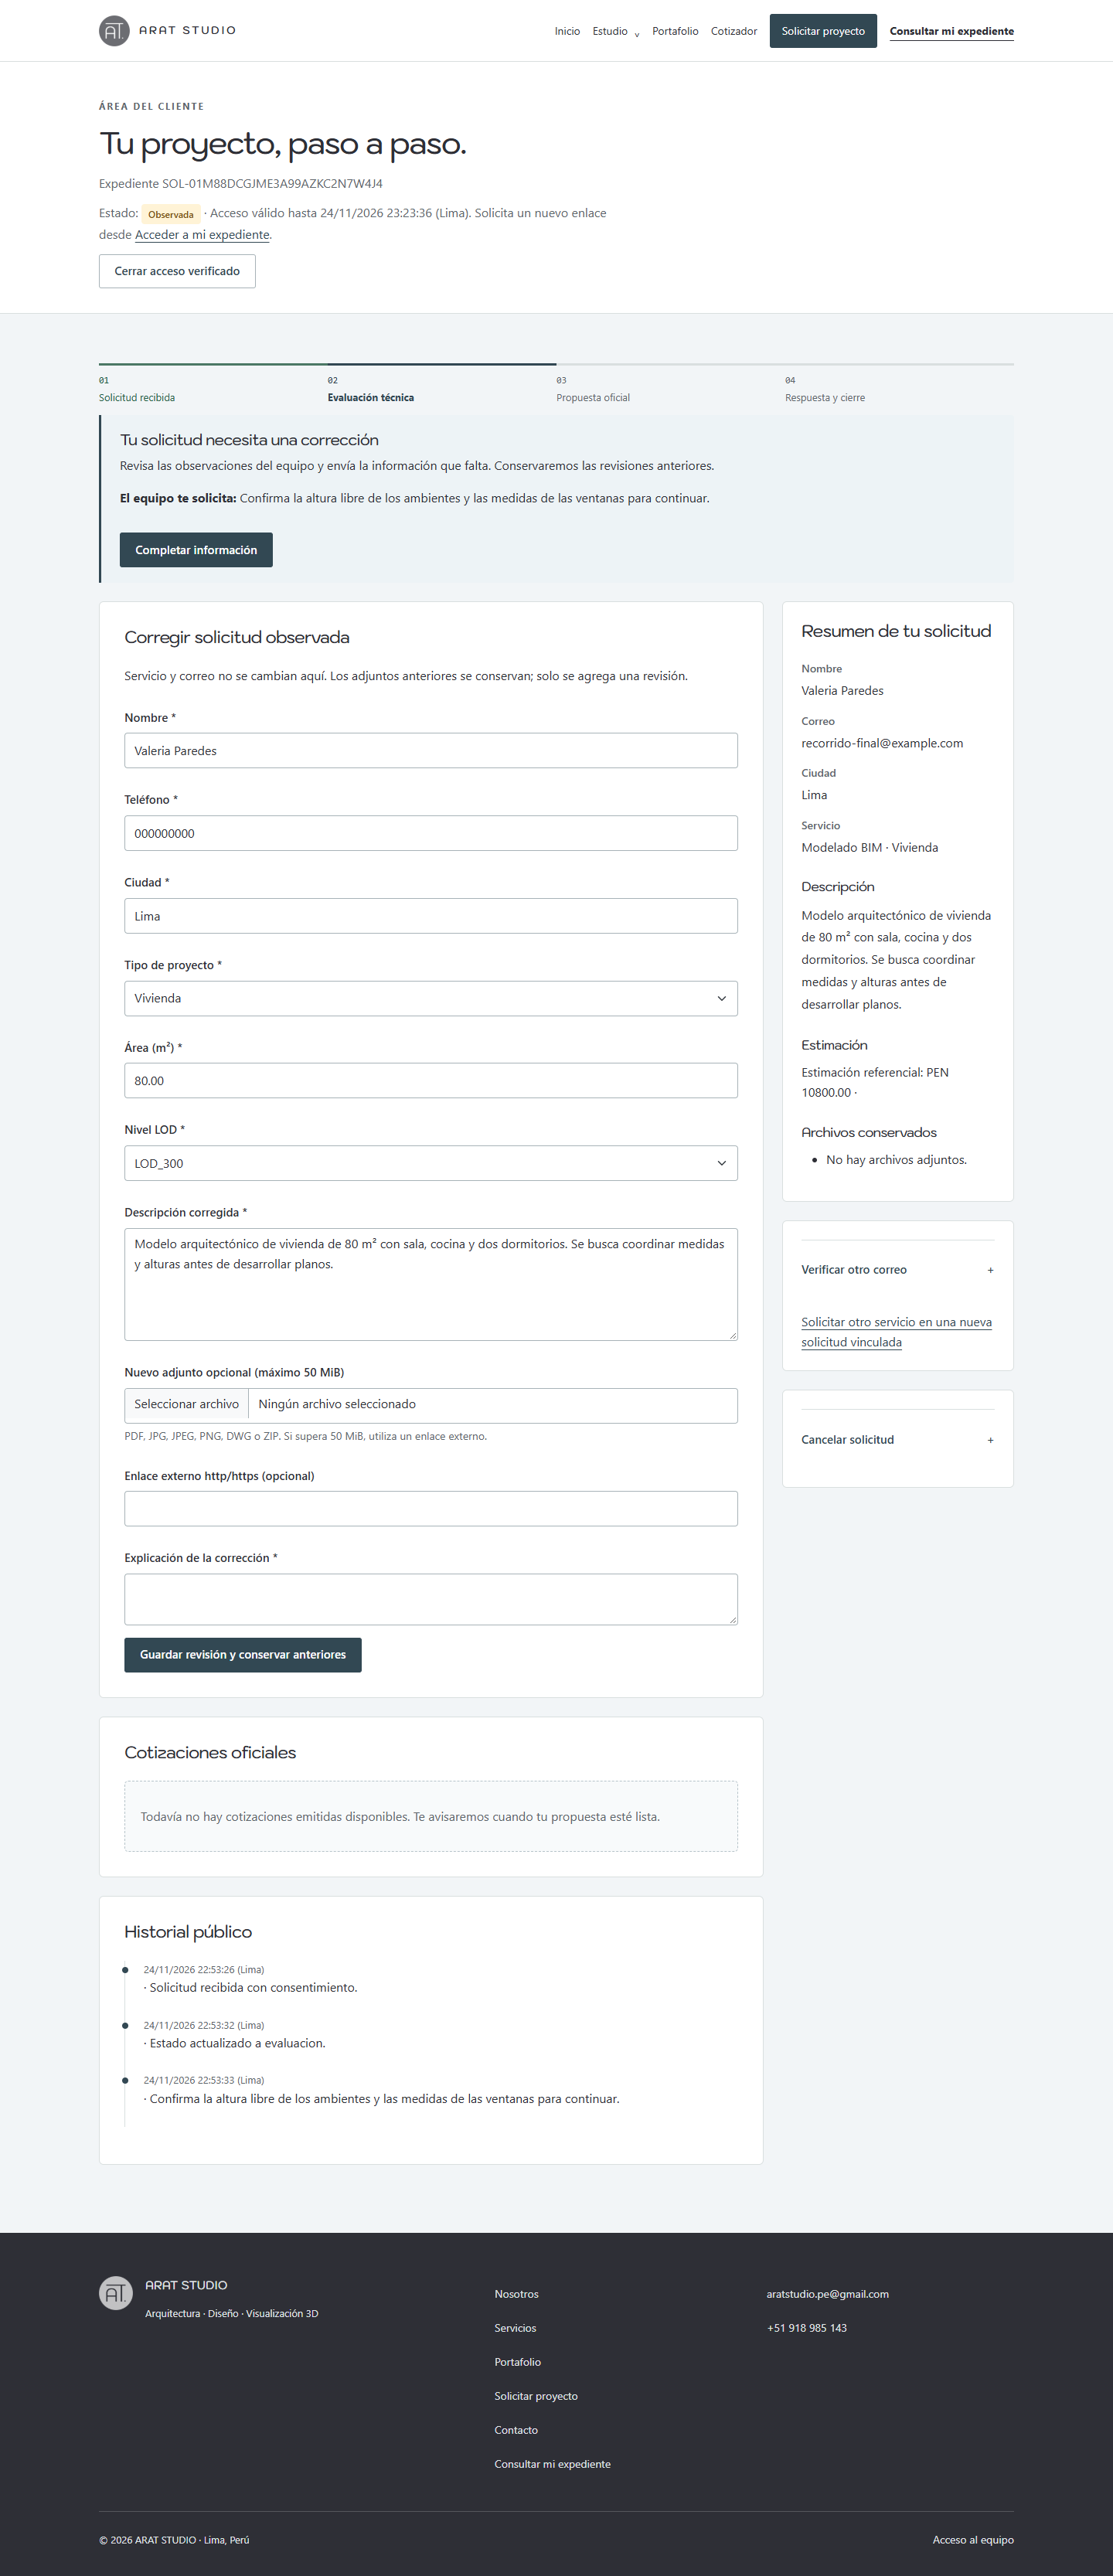 AT.
ARAT STUDIO
Inicio
Estudio
Portafolio
Cotizador
Solicitar proyecto
Consultar mi expediente
ÁREA DEL CLIENTE
Tu proyecto, paso a paso.
Expediente SOL-01M88DCGJME3A99AZKC2N7W4J4
Estado: Observada · Acceso válido hasta 24/11/2026 23:23:36 (Lima). Solicita un nuevo enlace
desde Acceder a mi expediente.
Cerrar acceso verificado
01
Solicitud recibida
02
Evaluación técnica
03
Propuesta oficial
04
Respuesta y cierre
Tu solicitud necesita una corrección
Revisa las observaciones del equipo y envía la información que falta. Conservaremos las revisiones anteriores.
El equipo te solicita: Confirma la altura libre de los ambientes y las medidas de las ventanas para continuar.
Completar información
Corregir solicitud observada
Servicio y correo no se cambian aquí. Los adjuntos anteriores se conservan; solo se agrega una revisión.
Nombre *
Valeria Paredes
Teléfono *
000000000
Ciudad *
Lima
Tipo de proyecto *
Vivienda
Área (m²) *
80.00
Nivel LOD *
LOD_300
Descripción corregida *
Modelo arquitectónico de vivienda de 80 m² con sala, cocina y dos dormitorios. Se busca coordinar medidas
y alturas antes de desarrollar planos.
Nuevo adjunto opcional (máximo 50 MiB)
Seleccionar archivo
Ningún archivo seleccionado
PDF, JPG, JPEG, PNG, DWG o ZIP. Si supera 50 MiB, utiliza un enlace externo.
Enlace externo http/https (opcional)
Explicación de la corrección *
Guardar revisión y conservar anteriores
Resumen de tu solicitud
Nombre
Valeria Paredes
Correo
recorrido-final@example.com
Ciudad
Lima
Servicio
Modelado BIM · Vivienda
Descripción
Modelo arquitectónico de vivienda
de 80 m² con sala, cocina y dos
dormitorios. Se busca coordinar
medidas y alturas antes de
desarrollar planos.
Estimación
Estimación referencial: PEN
10800.00 ·
Archivos conservados
• No hay archivos adjuntos.
Verificar otro correo +
Solicitar otro servicio en una nueva
solicitud vinculada
Cancelar solicitud +
Cotizaciones oficiales
Todavía no hay cotizaciones emitidas disponibles. Te avisaremos cuando tu propuesta esté lista.
Historial público
24/11/2026 22:53:26 (Lima)
· Solicitud recibida con consentimiento.
24/11/2026 22:53:32 (Lima)
· Estado actualizado a evaluacion.
24/11/2026 22:53:33 (Lima)
· Confirma la altura libre de los ambientes y las medidas de las ventanas para continuar.
AT.
ARAT STUDIO
Arquitectura · Diseño · Visualización 3D
Nosotros
Servicios
Portafolio
Solicitar proyecto
Contacto
Consultar mi expediente
aratstudio.pe@gmail.com
+51 918 985 143
© 2026 ARAT STUDIO · Lima, Perú
Acceso al equipo